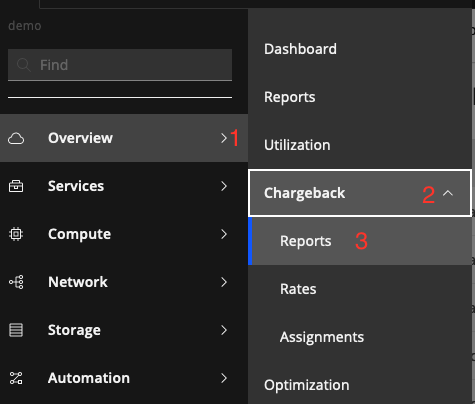 demo
Find
Overview
1
Services
Compute
Network
Storage
Automation
Dashboard
Reports
Utilization
Chargeback 2
Reports 3
Rates
Assignments
Optimization